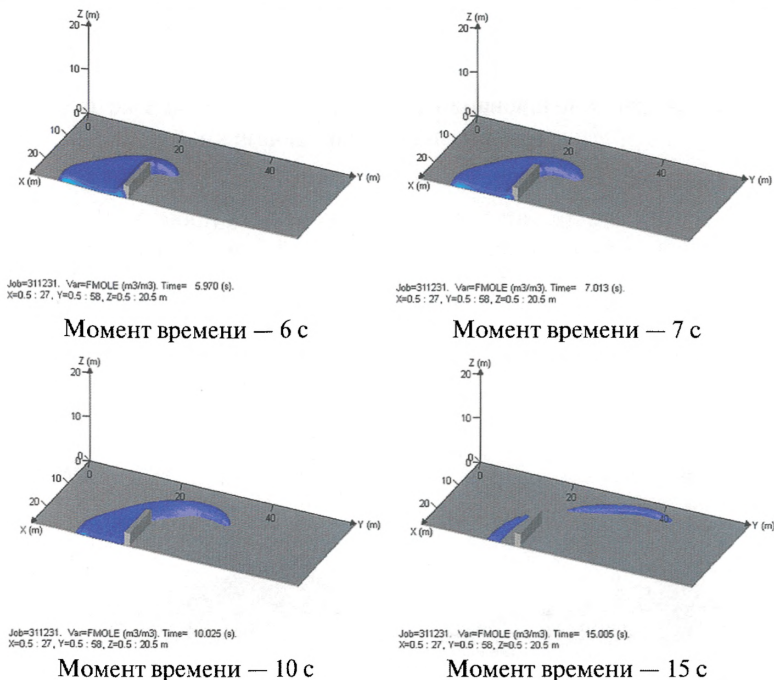 Z (m)
20
10
0
0
10
20
X (m)
20
40
Y (m)
Job=311231. Var=FMOLE (m3/m3). Time= 5.970 (s).
X=0.5 : 27, Y=0.5 : 58, Z=0.5 : 20.5 m
Момент времени — 6 с
Z (m)
20
10
0
0
10
20
X (m)
20
40
Y (m)
Job=311231. Var=FMOLE (m3/m3). Time= 7.013 (s).
X=0.5 : 27, Y=0.5 : 58, Z=0.5 : 20.5 m
Момент времени — 7 с
Z (m)
20
10
0
0
10
20
X (m)
20
40
Y (m)
Job=311231. Var=FMOLE (m3/m3). Time= 10.025 (s).
X=0.5 : 27, Y=0.5 : 58, Z=0.5 : 20.5 m
Момент времени — 10 с
Z (m)
20
10
0
0
10
20
X (m)
20
40
Y (m)
Job=311231. Var=FMOLE (m3/m3). Time= 15.005 (s).
X=0.5 : 27, Y=0.5 : 58, Z=0.5 : 20.5 m
Момент времени — 15 с